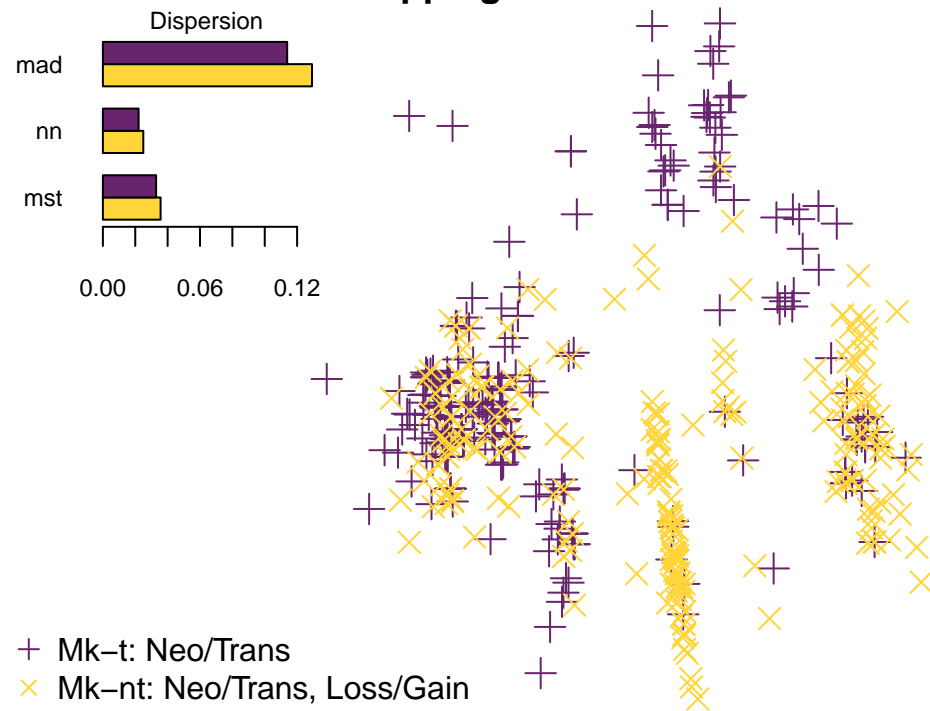 Dispersion
mad
nn
mst
0.00 0.06 0.12
Mk−t: Neo/Trans
Mk−nt: Neo/Trans, Loss/Gain